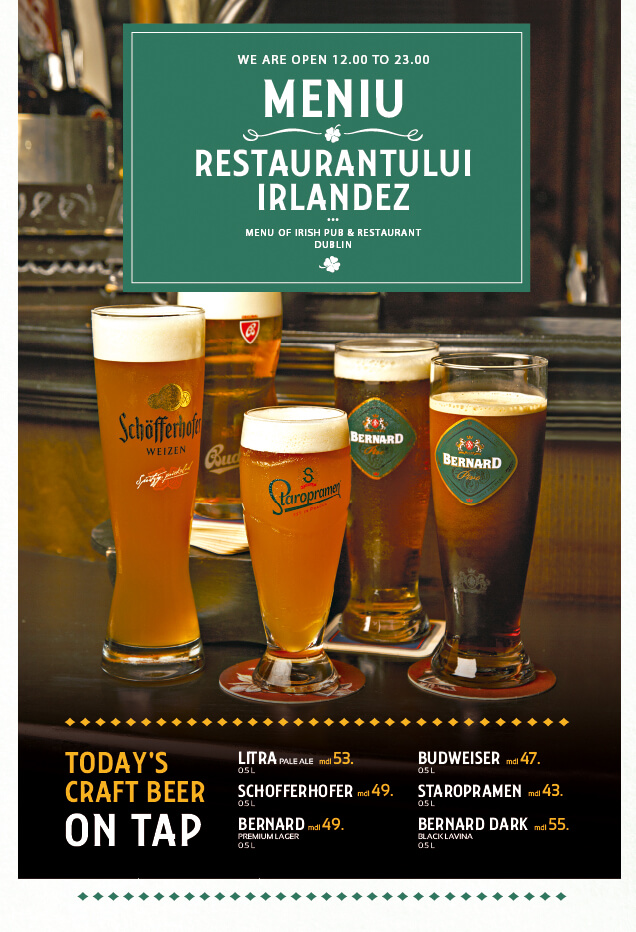 WE ARE OPEN 12.00 TO 23.00
MENIU
RESTAURANTULUI
IRLANDEZ
MENU OF IRISH PUB & RESTAURANT
DUBLIN
Schöfferhofer
WEIZEN
Bud
Staropramen
BERNARD
BERNARD
TODAY'S
CRAFT BEER
ON TAP
LITRA PALE ALE mdl 53.
0.5 L
SCHOFFERHOFER mdl 49.
0.5 L
BERNARD mdl 49.
PREMIUM LAGER
0.5 L
BUDWEISER mdl 47.
0.5 L
STAROPRAMEN mdl 43.
0.5 L
BERNARD DARK mdl 55.
BLACK LAVINA
0.5 L